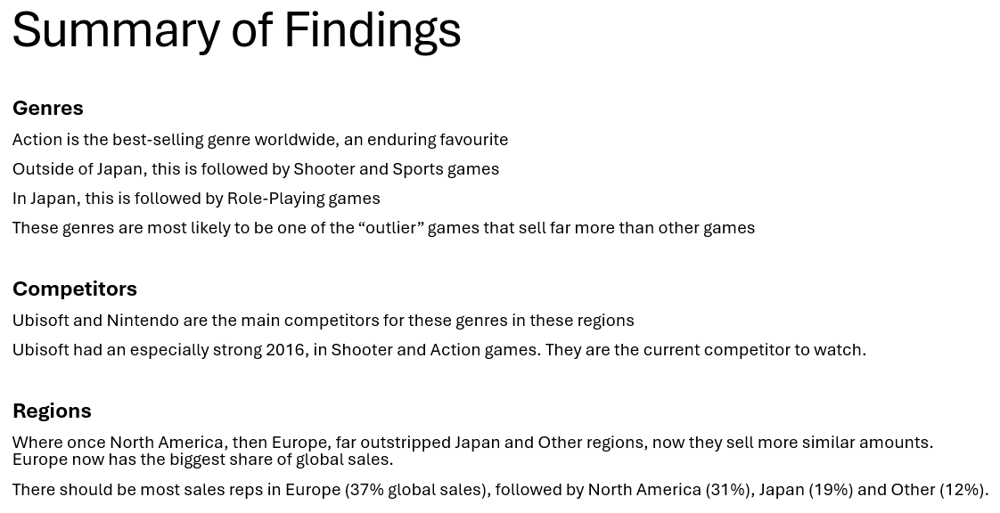 Summary of Findings
Genres
Action is the best-selling genre worldwide, an enduring favourite
Outside of Japan, this is followed by Shooter and Sports games
In Japan, this is followed by Role-Playing games
These genres are most likely to be one of the “outlier” games that sell far more than other games
Competitors
Ubisoft and Nintendo are the main competitors for these genres in these regions
Ubisoft had an especially strong 2016, in Shooter and Action games. They are the current competitor to watch.
Regions
Where once North America, then Europe, far outstripped Japan and Other regions, now they sell more similar amounts.
Europe now has the biggest share of global sales.
There should be most sales reps in Europe (37% global sales), followed by North America (31%), Japan (19%) and Other (12%).